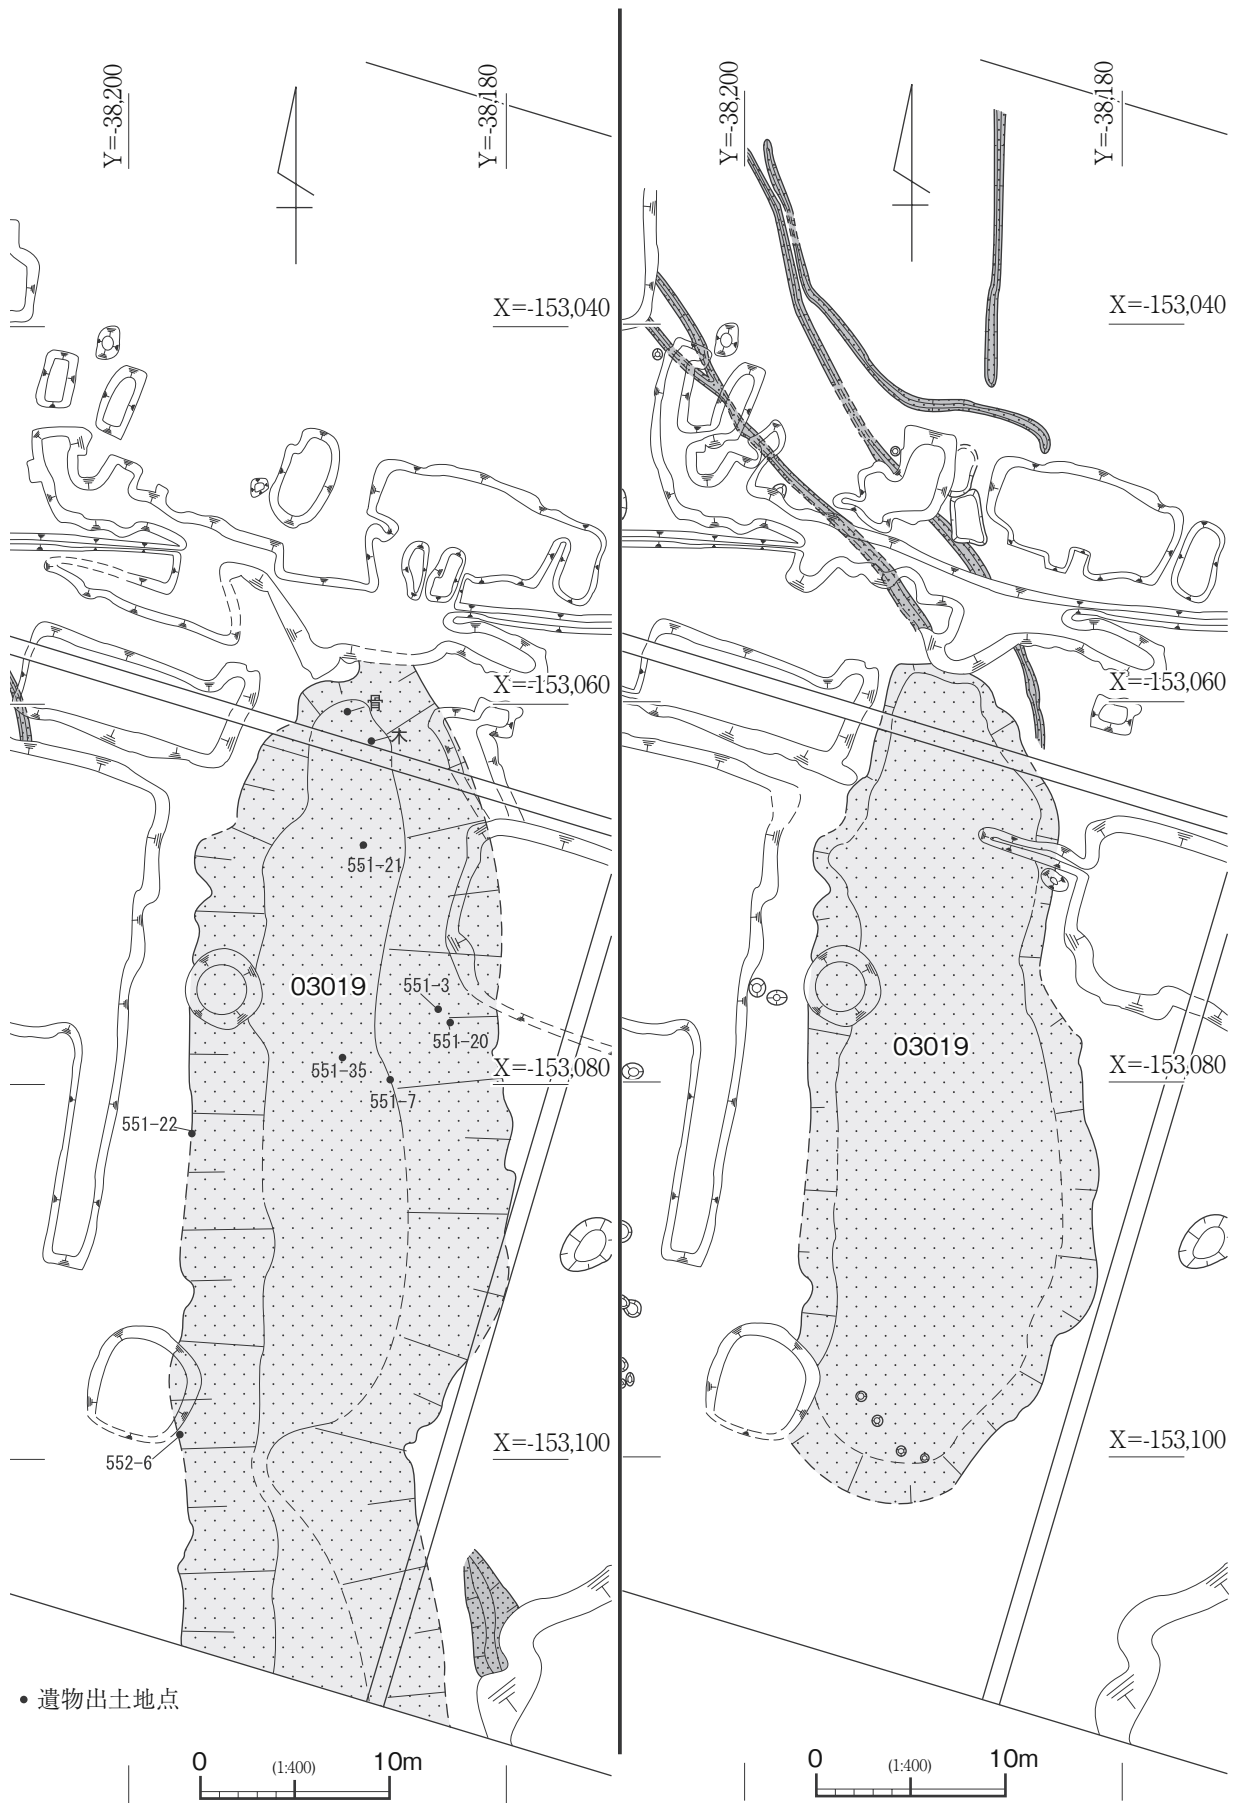 Y=-38,200
Y=-38,180
X=-153,040
X=-153,060
骨
木
551-21
03019
551-3
551-20
551-35
X=-153,080
551-7
551-22
X=-153,100
552-6
• 遺物出土地点
0 (1:400) 10m
Y=-38,200
Y=-38,180
X=-153,040
X=-153,060
03019
X=-153,080
X=-153,100
0 (1:400) 10m